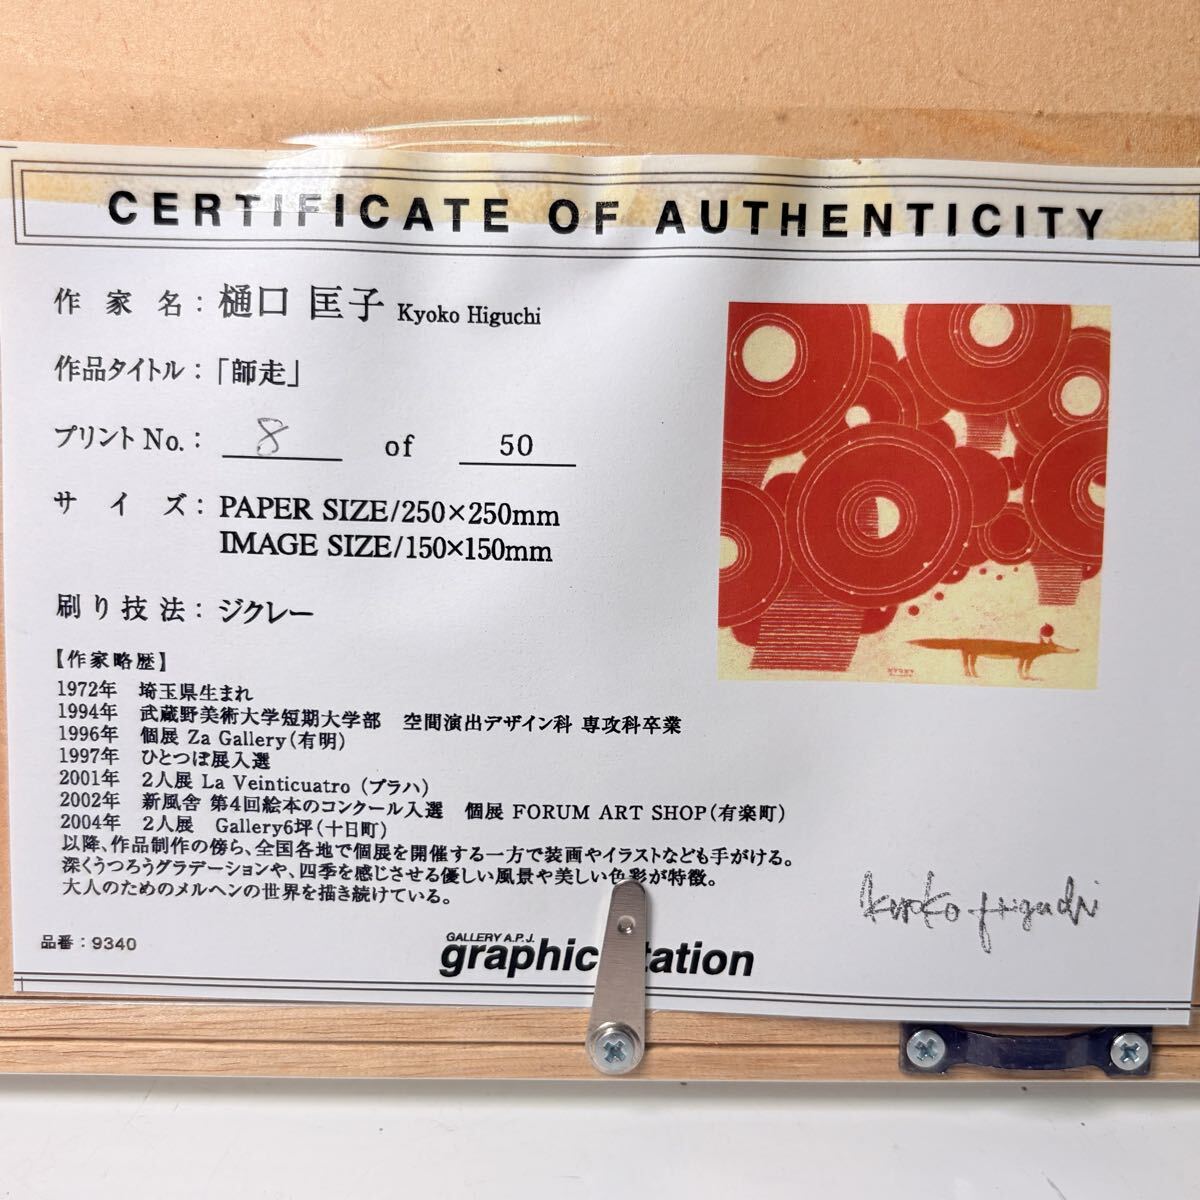 CERTIFICATE OF AUTHENTICITY
作家名：樋口 匡子 Kyoko Higuchi
作品タイトル：「師走」
プリントNo.： 8 of 50
サイズ：PAPER SIZE/250×250mm
IMAGE SIZE/150×150mm
刷り技法：ジクレー
【作家略歴】
1972年 埼玉県生まれ
1994年 武蔵野美術大学短期大学部 空間演出デザイン科 専攻科卒業
1996年 個展 Za Gallery（有明）
1997年 ひとつぼ展入選
2001年 2人展 La Veinticuatro（プラハ）
2002年 新風舎 第4回絵本のコンクール入選 個展 FORUM ART SHOP（有楽町）
2004年 2人展 Gallery6坪（十日町）
以降、作品制作の傍ら、全国各地で個展を開催する一方で装画やイラストなども手がける。
深くうつろうグラデーションや、四季を感じさせる優しい風景や美しい色彩が特徴。
大人のためのメルヘンの世界を描き続けている。
Kyoko Higuchi
品番：9340
GALLERY A.P.J.
graphic tation